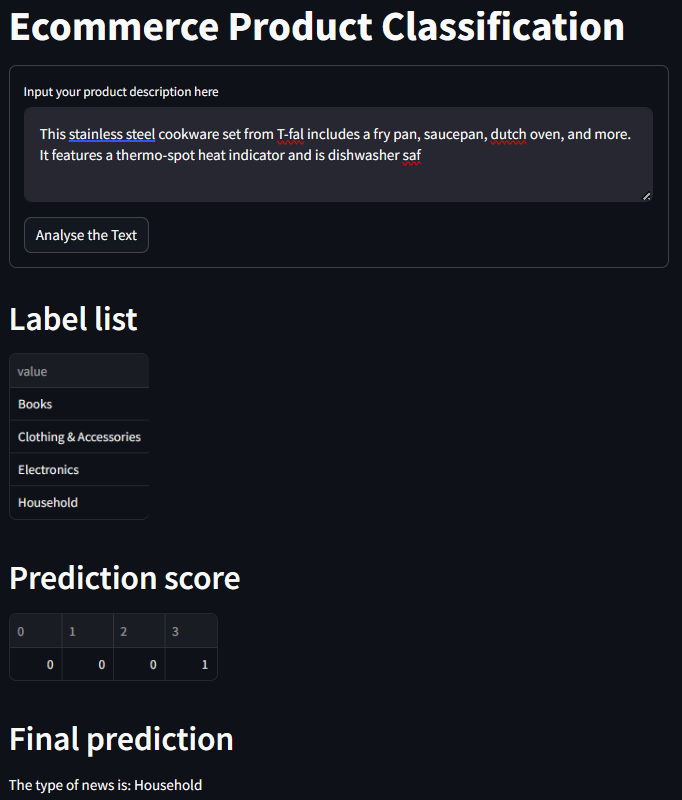 Ecommerce Product Classification
Input your product description here
This stainless steel cookware set from T-fal includes a fry pan, saucepan, dutch oven, and more.
It features a thermo-spot heat indicator and is dishwasher saf
Analyse the Text
Label list
value
Books
Clothing & Accessories
Electronics
Household
Prediction score
0 1 2 3
0 0 0 1
Final prediction
The type of news is: Household